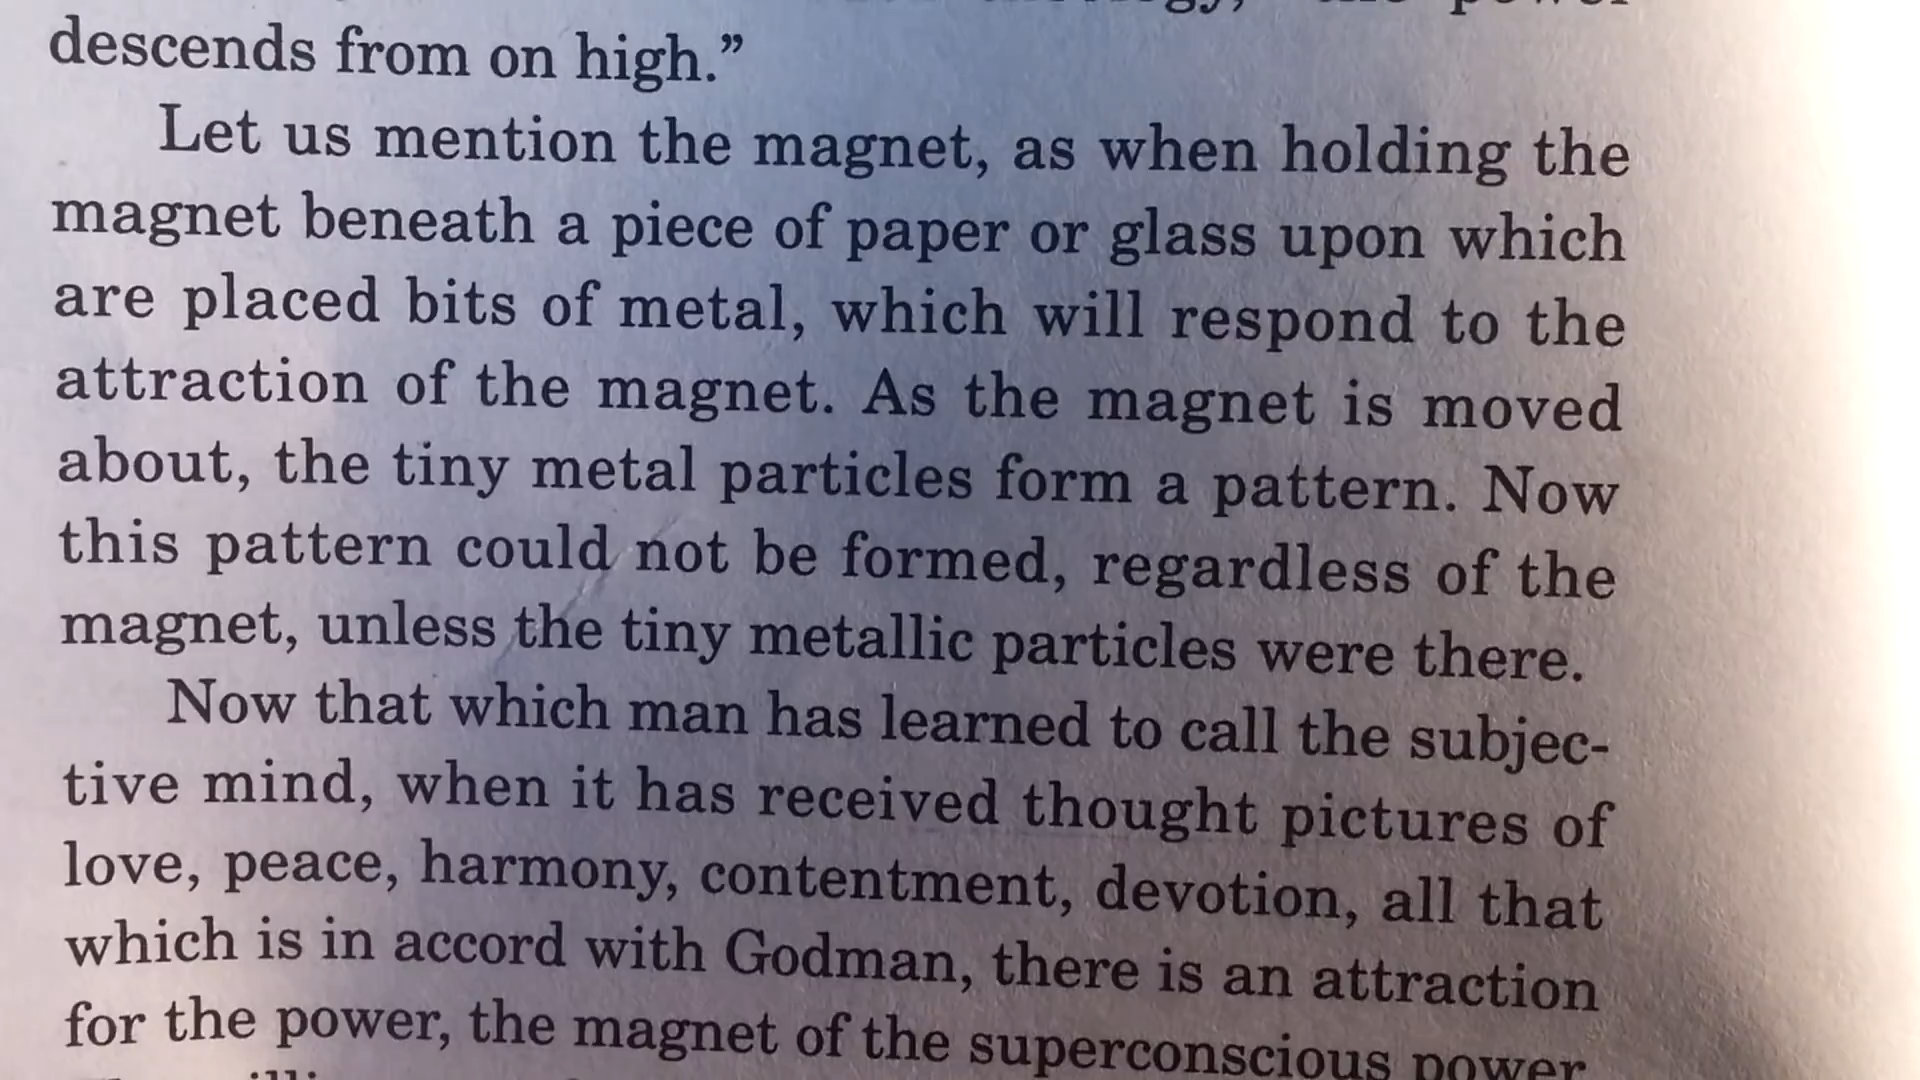 descends from on high.”
Let us mention the magnet, as when holding the
magnet beneath a piece of paper or glass upon which
are placed bits of metal, which will respond to the
attraction of the magnet. As the magnet is moved
about, the tiny metal particles form a pattern. Now
this pattern could not be formed, regardless of the
magnet, unless the tiny metallic particles were there.
Now that which man has learned to call the subjec-
tive mind, when it has received thought pictures of
love, peace, harmony, contentment, devotion, all that
which is in accord with Godman, there is an attraction
for the power, the magnet of the superconscious power